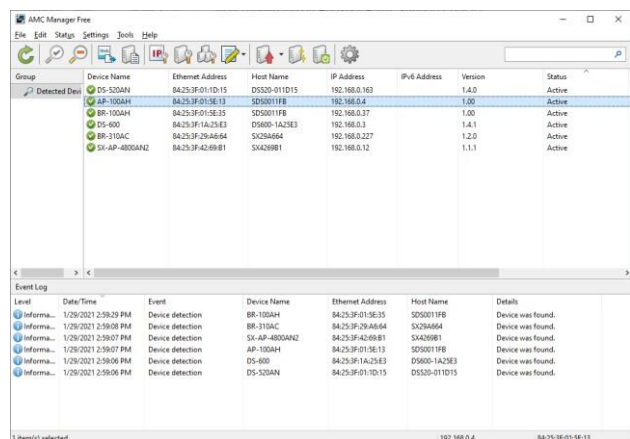 AMC Manager Free
File Edit Status Settings Tools Help
Group Device Name Ethernet Address Host Name IP Address IPv6 Address Version Status
Detected Devi DS-520AN 84:25:3F:01:1D:15 DS520-011D15 192.168.0.163 1.4.0 Active
AP-100AH 84:25:3F:01:5E:13 SDS0011FB 192.168.0.4 1.00 Active
BR-100AH 84:25:3F:01:5E:35 SDS0011FB 192.168.0.37 1.00 Active
DS-600 84:25:3F:1A:25:E3 DS600-1A25E3 192.168.0.3 1.4.1 Active
BR-310AC 84:25:3F:29:A6:64 SX29A664 192.168.0.227 1.2.0 Active
SX-AP-4800AN2 84:25:3F:42:69:B1 SX4269B1 192.168.0.12 1.1.1 Active
Event Log
Level Date/Time Event Device Name Ethernet Address Host Name Details
Informa... 1/29/2021 2:59:29 PM Device detection BR-100AH 84:25:3F:01:5E:35 SDS0011FB Device was found.
Informa... 1/29/2021 2:59:08 PM Device detection BR-310AC 84:25:3F:29:A6:64 SX29A664 Device was found.
Informa... 1/29/2021 2:59:07 PM Device detection SX-AP-4800AN2 84:25:3F:42:69:B1 SX4269B1 Device was found.
Informa... 1/29/2021 2:59:07 PM Device detection AP-100AH 84:25:3F:01:5E:13 SDS0011FB Device was found.
Informa... 1/29/2021 2:59:06 PM Device detection DS-600 84:25:3F:1A:25:E3 DS600-1A25E3 Device was found.
Informa... 1/29/2021 2:59:06 PM Device detection DS-520AN 84:25:3F:01:1D:15 DS520-011D15 Device was found.
1 item(s) selected 192.168.0.4 84:25:3F:01:5E:13